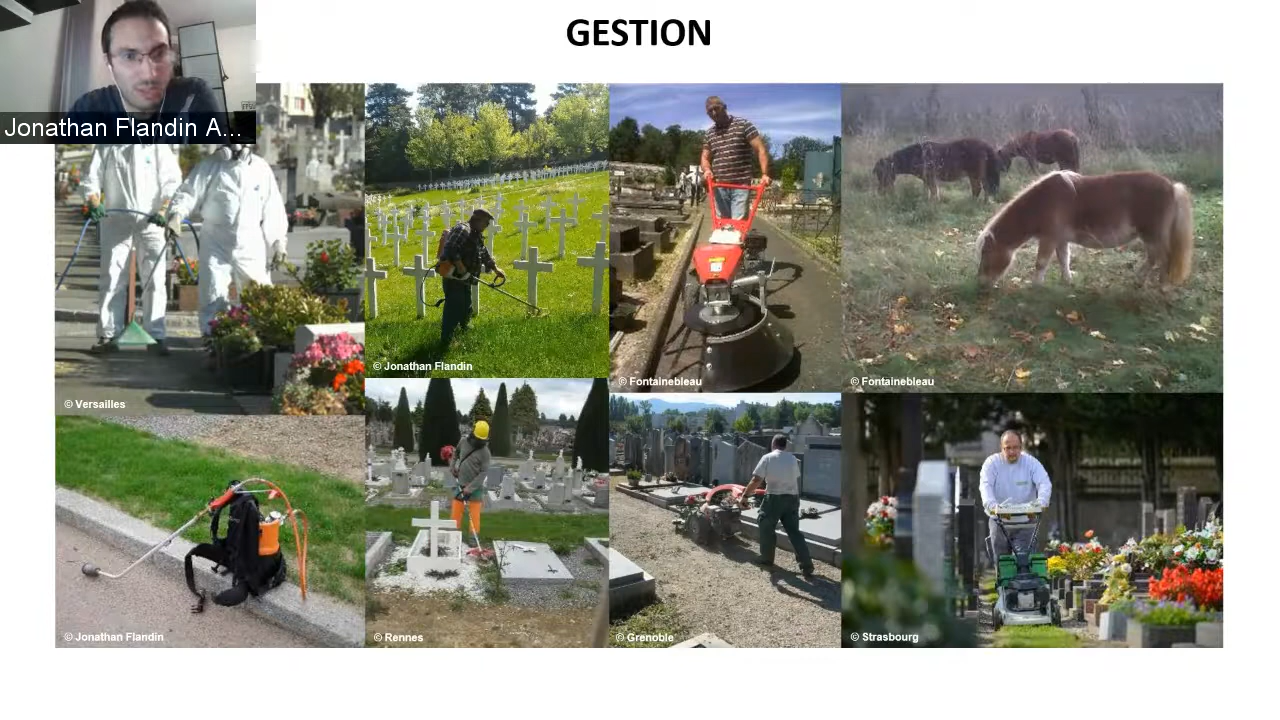 GESTION
Jonathan Flandin A...
© Versailles
© Jonathan Flandin
© Fontainebleau
© Fontainebleau
© Jonathan Flandin
© Rennes
© Grenoble
© Strasbourg